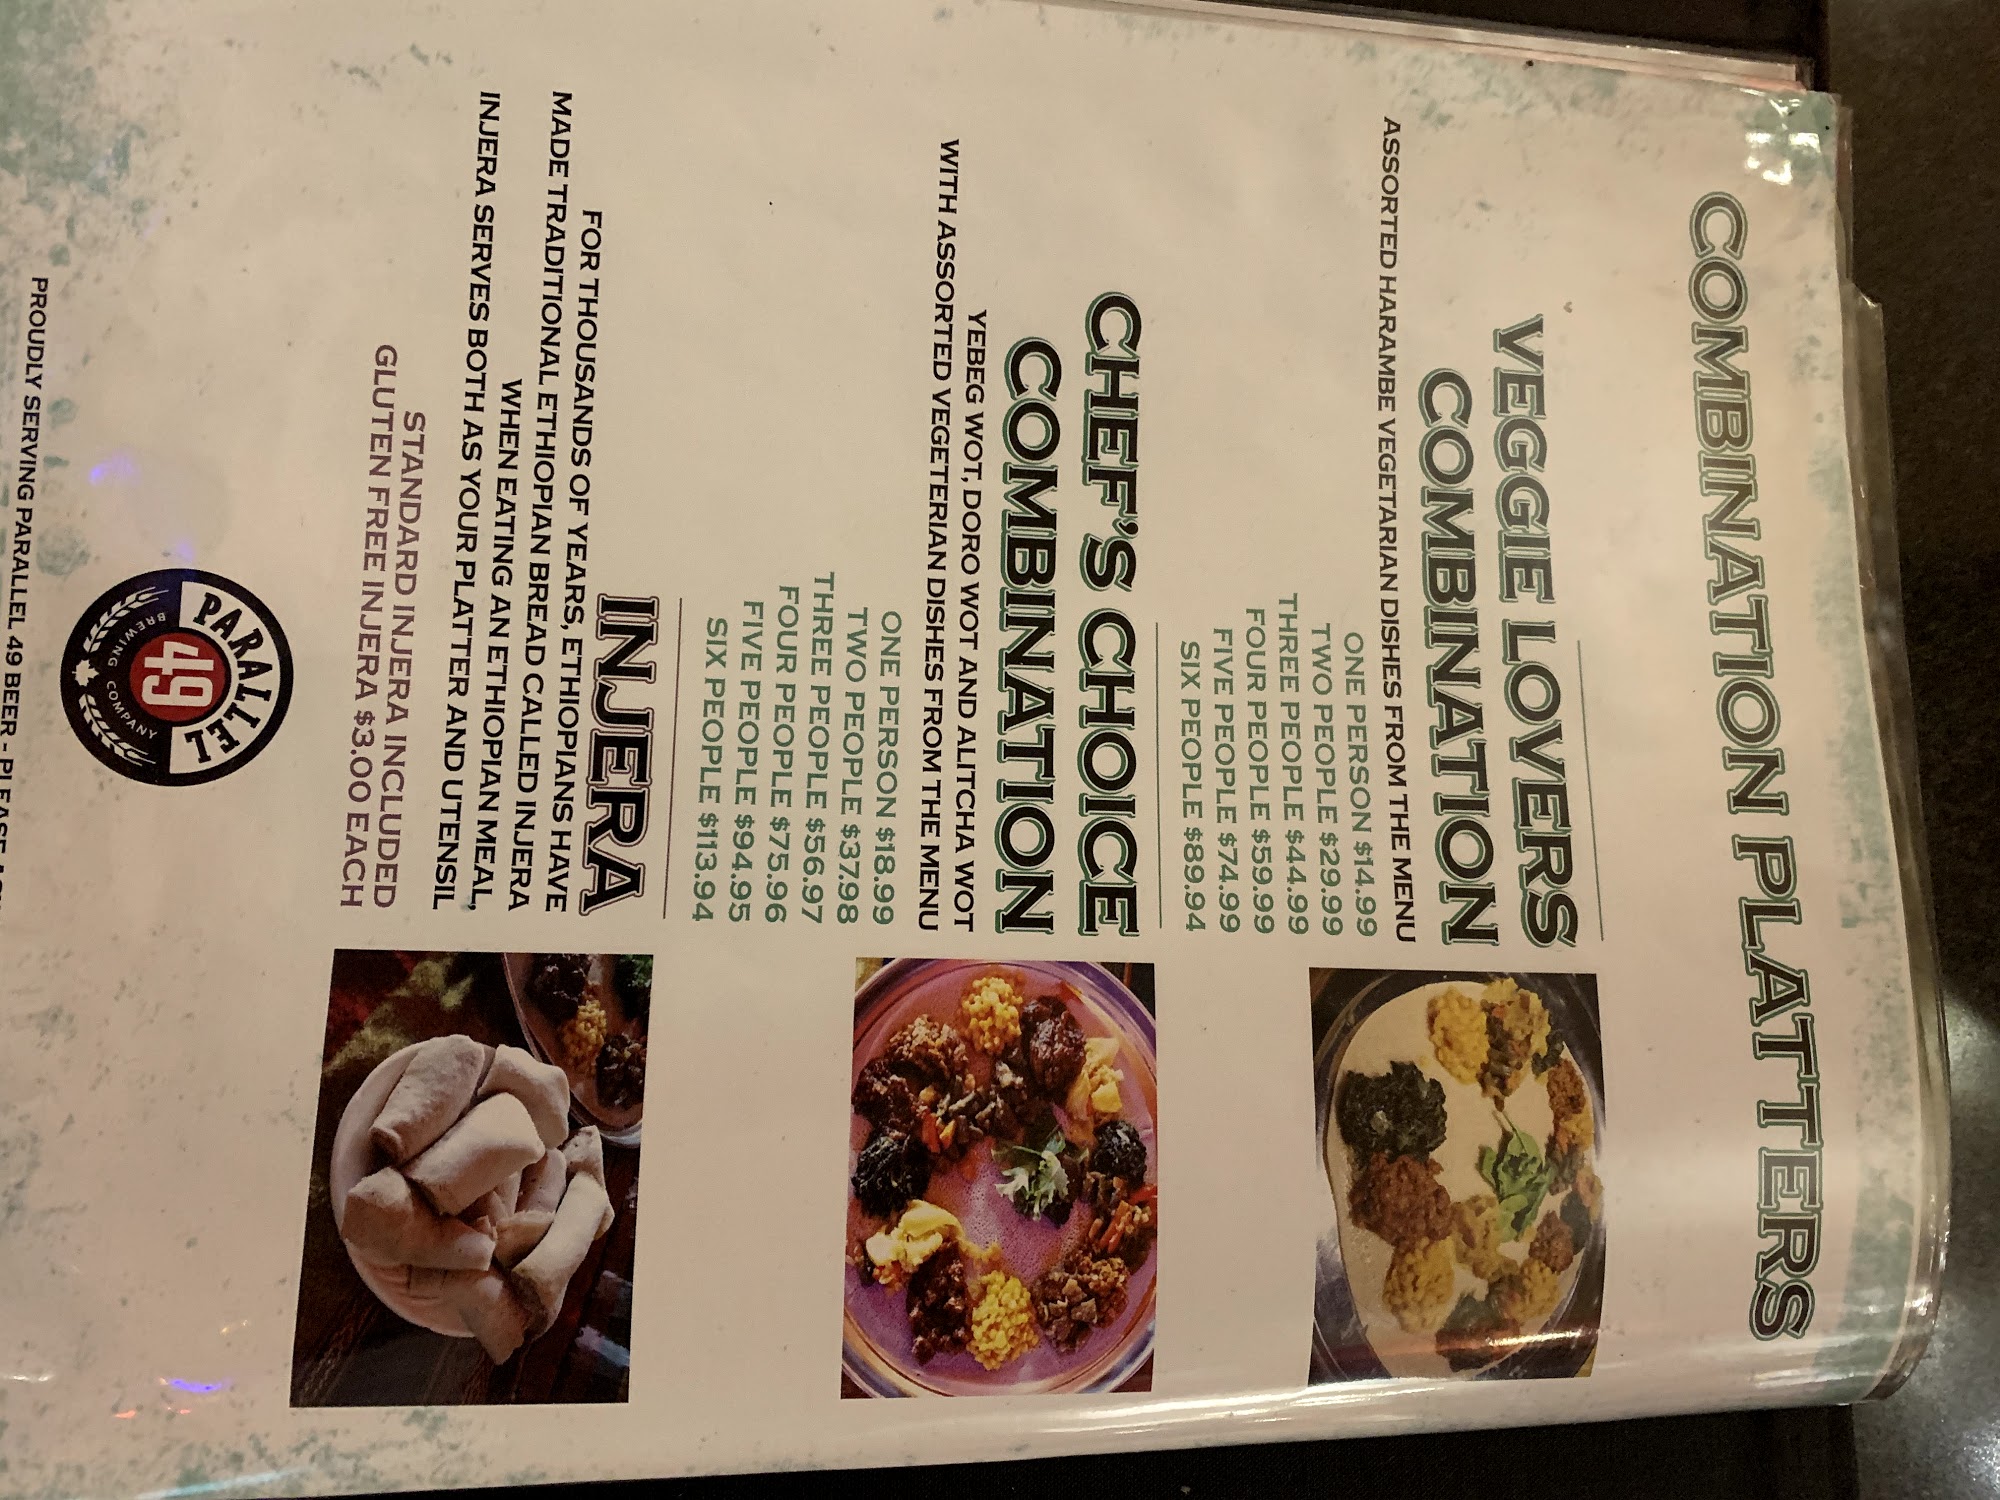 COMBINATION PLATTERS
VEGGIE LOVERS
COMBINATION
ASSORTED HARAMBE VEGETARIAN DISHES FROM THE MENU
ONE PERSON $14.99
TWO PEOPLE $29.99
THREE PEOPLE $44.99
FOUR PEOPLE $59.99
FIVE PEOPLE $74.99
SIX PEOPLE $89.94
CHEF'S CHOICE
COMBINATION
YEBEG WOT, DORO WOT AND ALITCHA WOT
WITH ASSORTED VEGETERIAN DISHES FROM THE MENU
ONE PERSON $18.99
TWO PEOPLE $37.98
THREE PEOPLE $56.97
FOUR PEOPLE $75.96
FIVE PEOPLE $94.95
SIX PEOPLE $113.94
INJERA
FOR THOUSANDS OF YEARS, ETHIOPIANS HAVE
MADE TRADITIONAL ETHIOPIAN BREAD CALLED INJERA
WHEN EATING AN ETHIOPIAN MEAL,
INJERA SERVES BOTH AS YOUR PLATTER AND UTENSIL
STANDARD INJERA INCLUDED
GLUTEN FREE INJERA $3.00 EACH
PARALLEL
49
BREWING COMPANY
PROUDLY SERVING PARALLEL 49 BEER - PLEASE